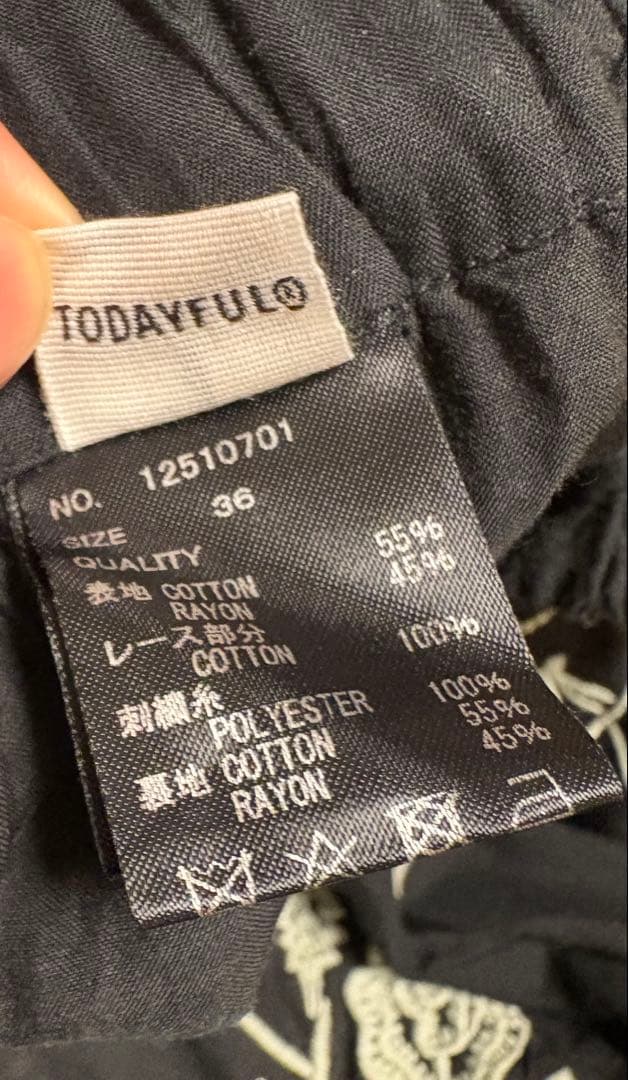 TODAYFUL®
NO. 12510701
SIZE 36
QUALITY
表地 COTTON 55%
RAYON 45%
レース部分
COTTON 100%
刺繍糸
POLYESTER 100%
裏地 COTTON 55%
RAYON 45%